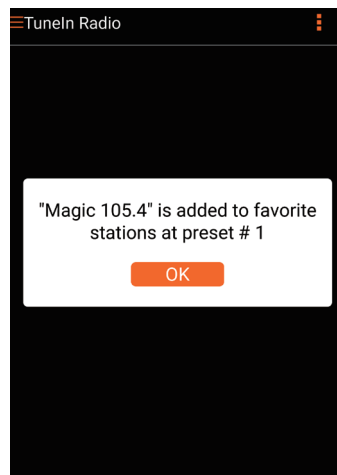 TuneIn Radio
"Magic 105.4" is added to favorite
stations at preset # 1
OK